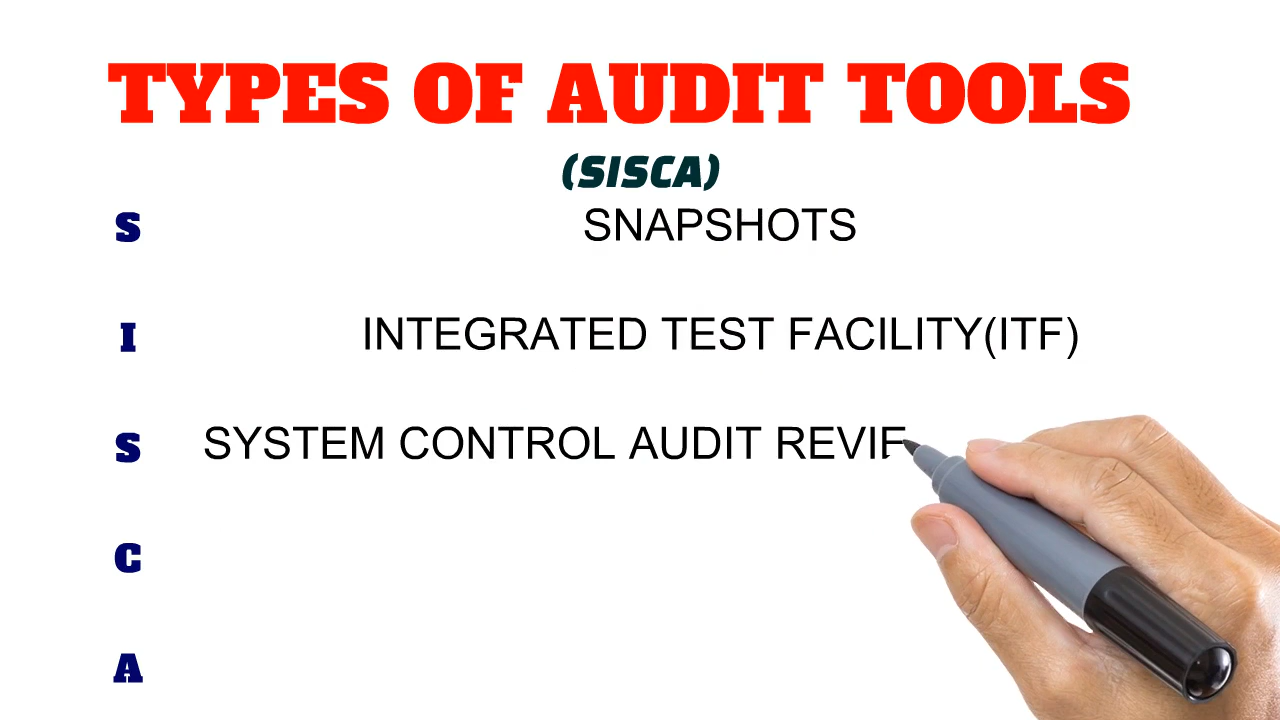 TYPES OF AUDIT TOOLS
(SISCA)
S SNAPSHOTS
I INTEGRATED TEST FACILITY(ITF)
S SYSTEM CONTROL AUDIT
C
A